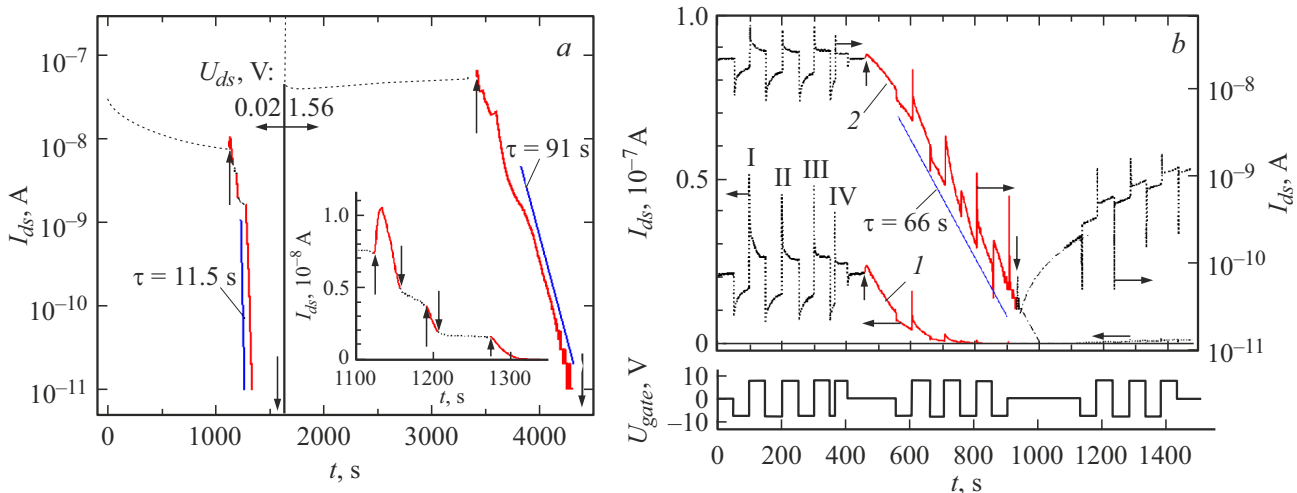 a
U_ds, V:
0.02 1.56
τ = 91 s
τ = 11.5 s
10^−7
10^−8
10^−9
10^−10
10^−11
I_ds, A
1.0
0.5
0
I_ds, 10^−8 A
1100 1200 1300
t, s
0 1000 2000 3000 4000
t, s
b
1.0
0.5
0
I_ds, 10^−7 A
I
II
III
IV
2
τ = 66 s
1
10^−8
10^−9
10^−10
10^−11
I_ds, A
10
0
−10
U_gate, V
0 200 400 600 800 1000 1200 1400
t, s